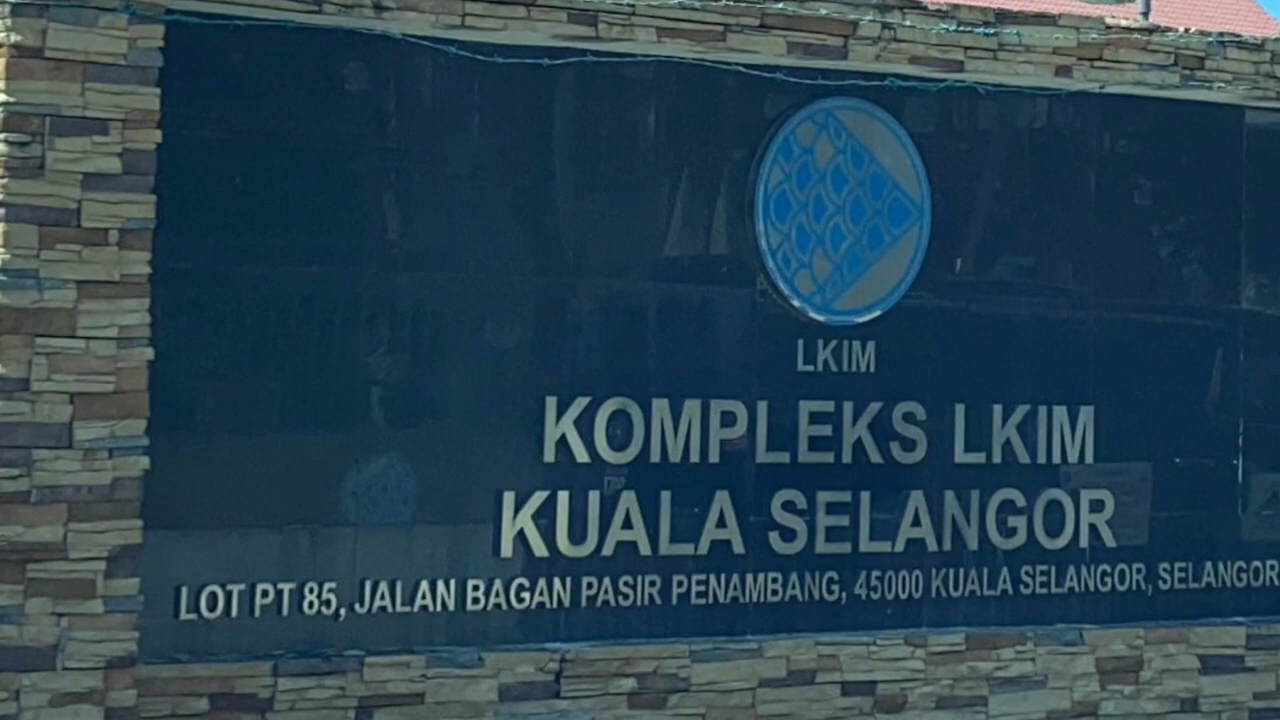 LKIM
KOMPLEKS LKIM
KUALA SELANGOR
LOT PT 85, JALAN BAGAN PASIR PENAMBANG, 45000 KUALA SELANGOR, SELANGOR